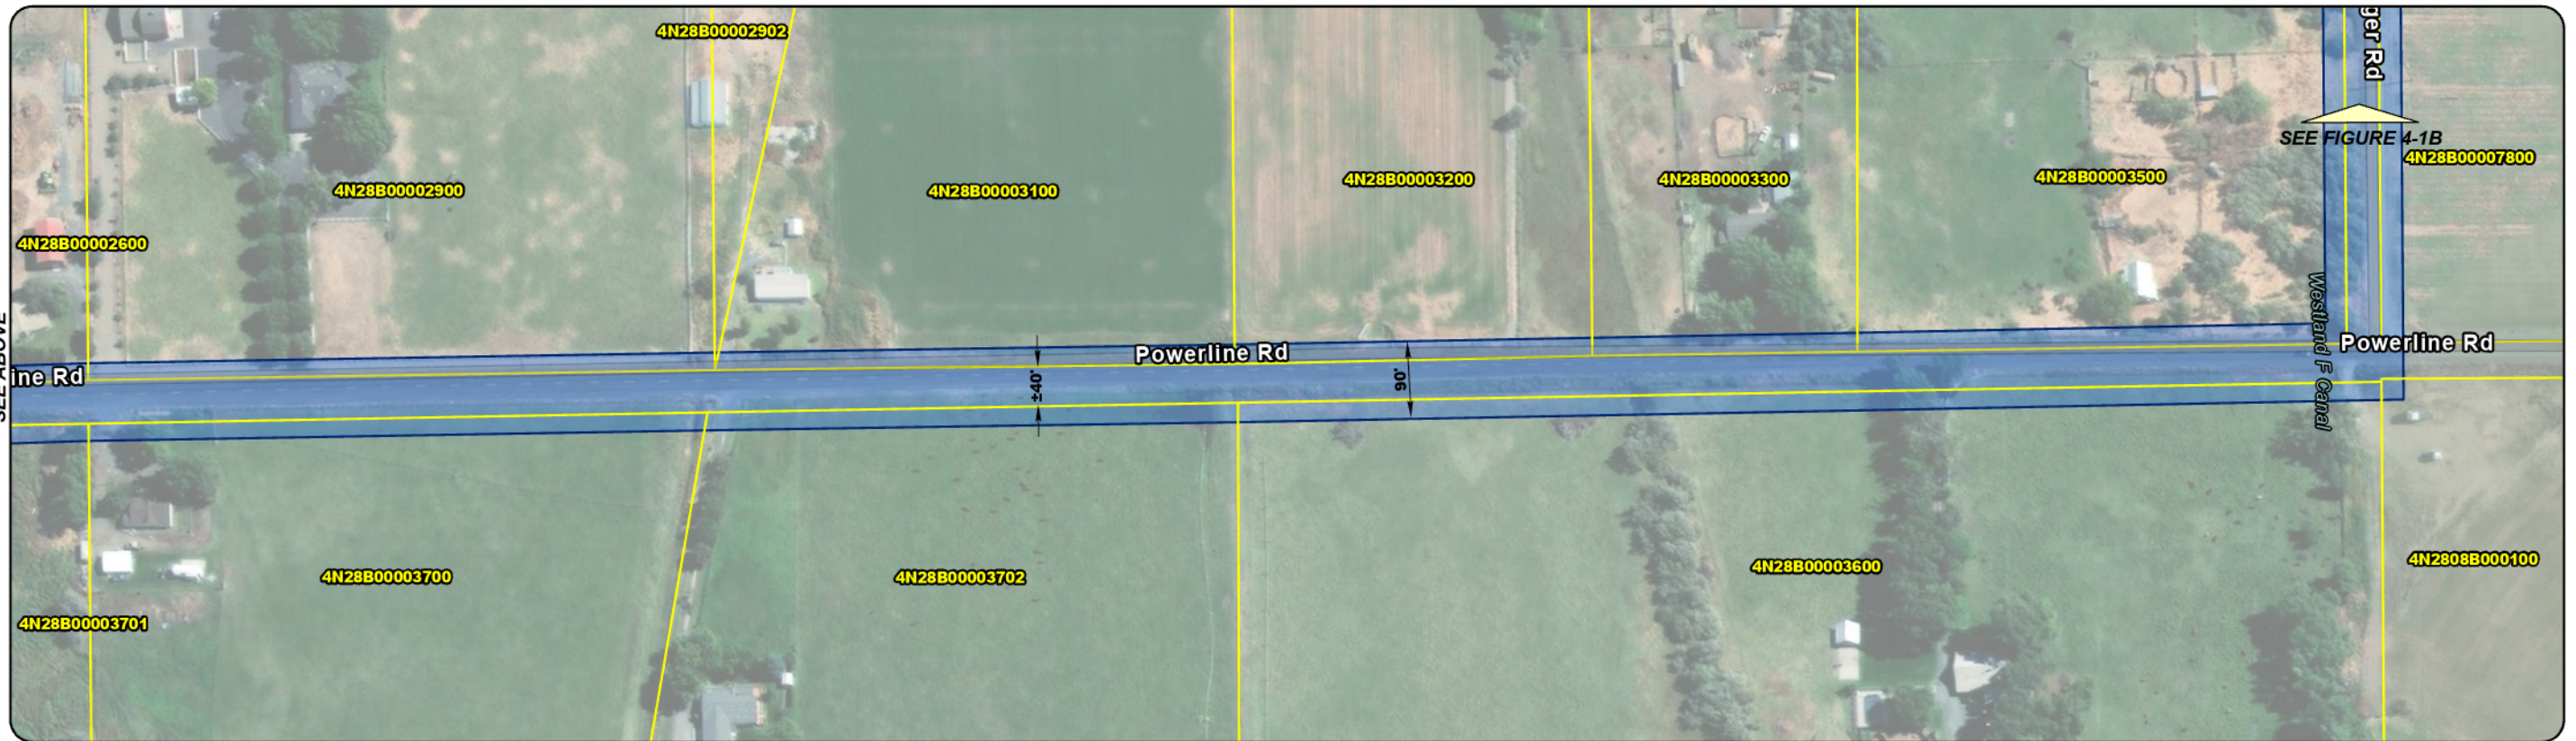 4N28B00002902
ger Rd
SEE FIGURE 4-1B
4N28B00007800
4N28B00002900
4N28B00003100
4N28B00003200
4N28B00003300
4N28B00003500
4N28B00002600
Westland F Canal
Powerline Rd
Powerline Rd
ine Rd
±40'
90'
4N28B00003700
4N28B00003702
4N28B00003600
4N2808B000100
4N28B00003701